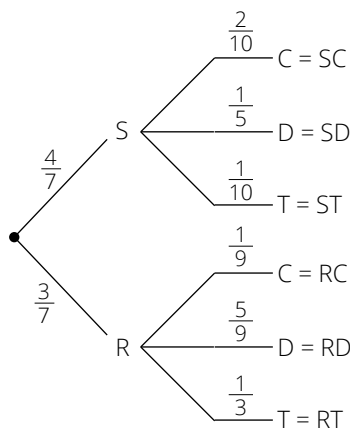 2/10
C = SC
1/5
S
D = SD
4/7
1/10
T = ST
1/9
C = RC
3/7
5/9
R
D = RD
1/3
T = RT